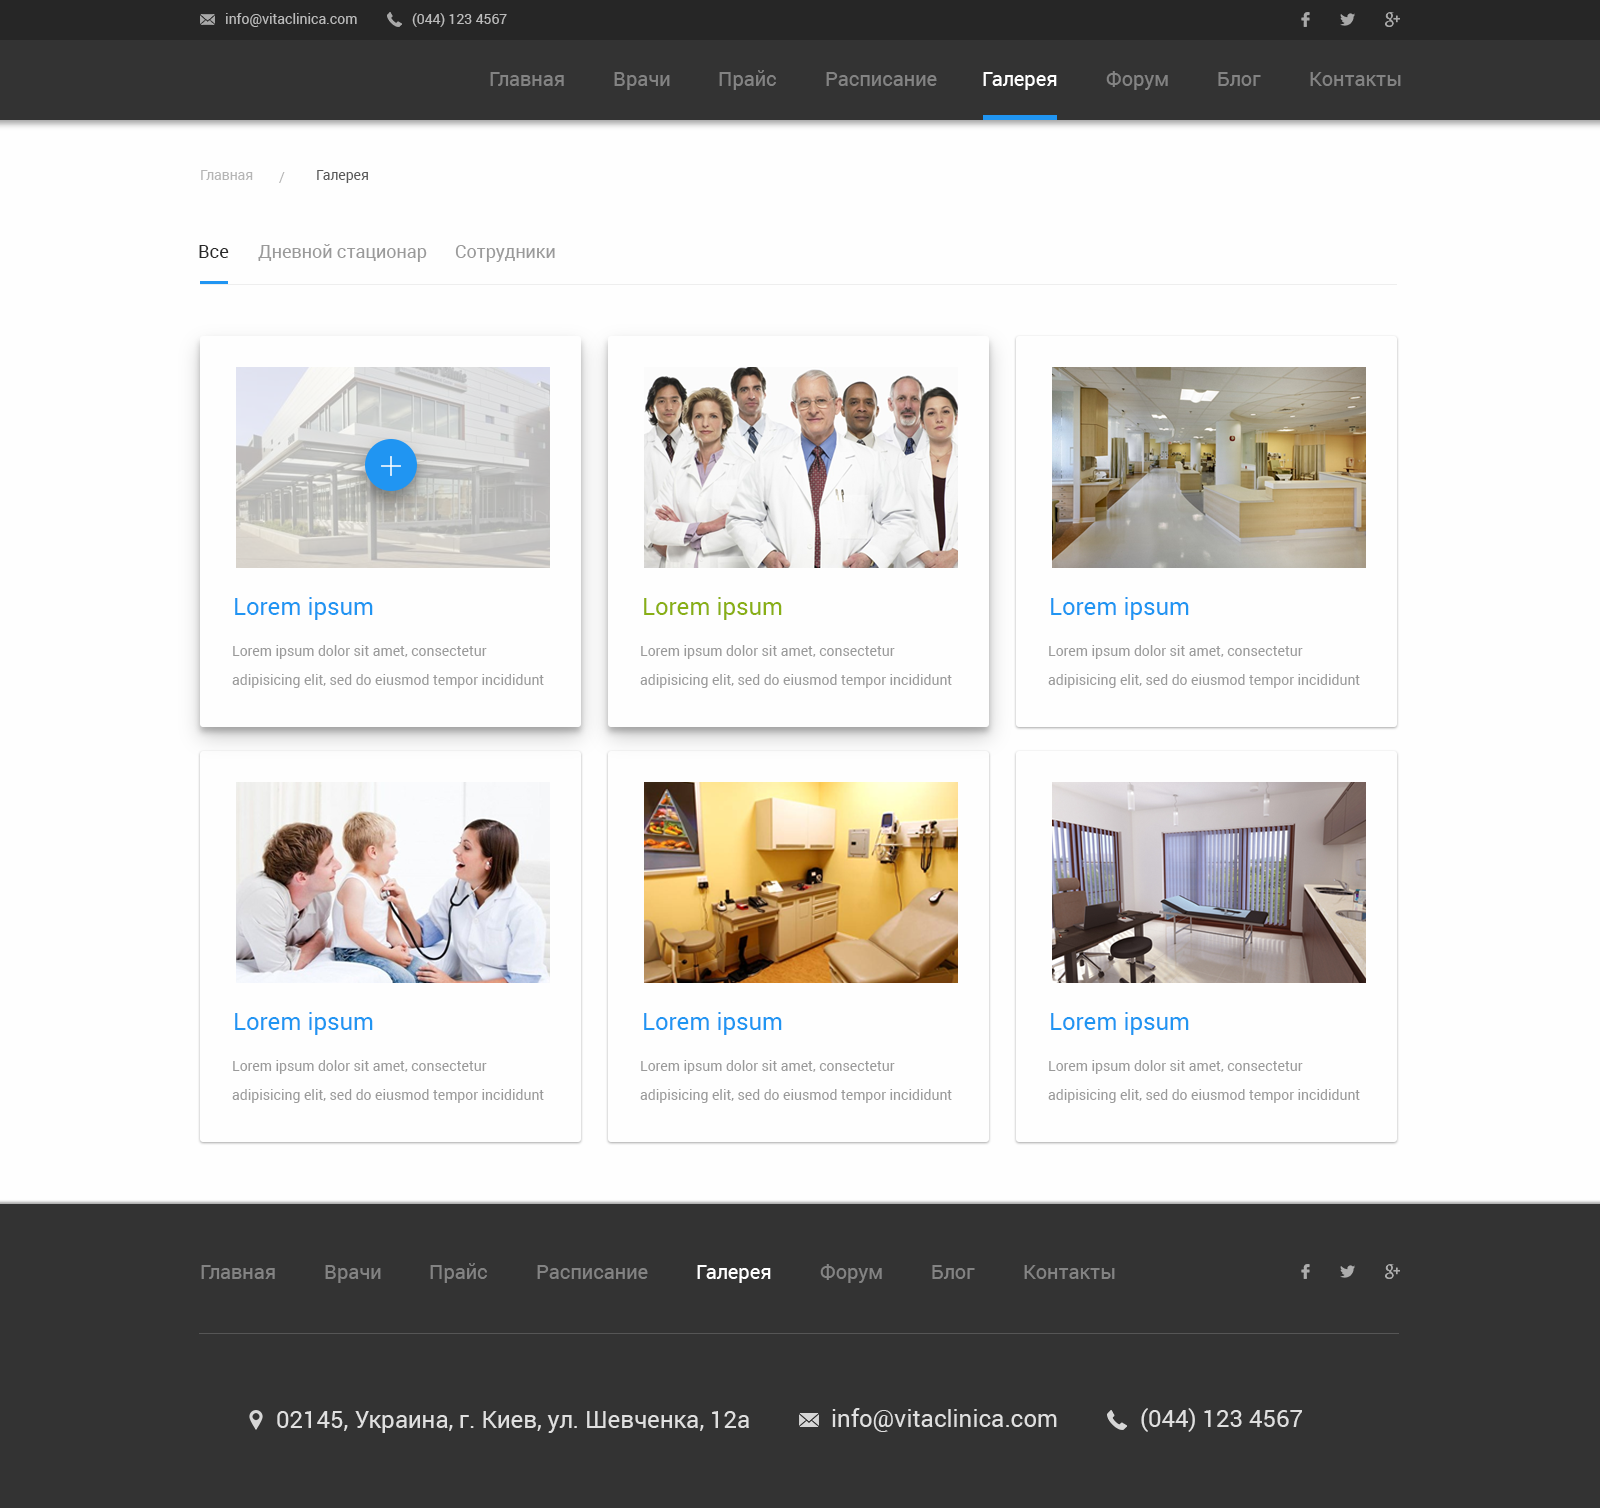 info@vitaclinica.com (044) 123 4567
Главная Врачи Прайс Расписание Галерея Форум Блог Контакты
Главная / Галерея
Все Дневной стационар Сотрудники
Lorem ipsum
Lorem ipsum dolor sit amet, consectetur
adipisicing elit, sed do eiusmod tempor incididunt
Lorem ipsum
Lorem ipsum dolor sit amet, consectetur
adipisicing elit, sed do eiusmod tempor incididunt
Lorem ipsum
Lorem ipsum dolor sit amet, consectetur
adipisicing elit, sed do eiusmod tempor incididunt
Lorem ipsum
Lorem ipsum dolor sit amet, consectetur
adipisicing elit, sed do eiusmod tempor incididunt
Lorem ipsum
Lorem ipsum dolor sit amet, consectetur
adipisicing elit, sed do eiusmod tempor incididunt
Lorem ipsum
Lorem ipsum dolor sit amet, consectetur
adipisicing elit, sed do eiusmod tempor incididunt
Главная Врачи Прайс Расписание Галерея Форум Блог Контакты
02145, Украина, г. Киев, ул. Шевченка, 12а info@vitaclinica.com (044) 123 4567